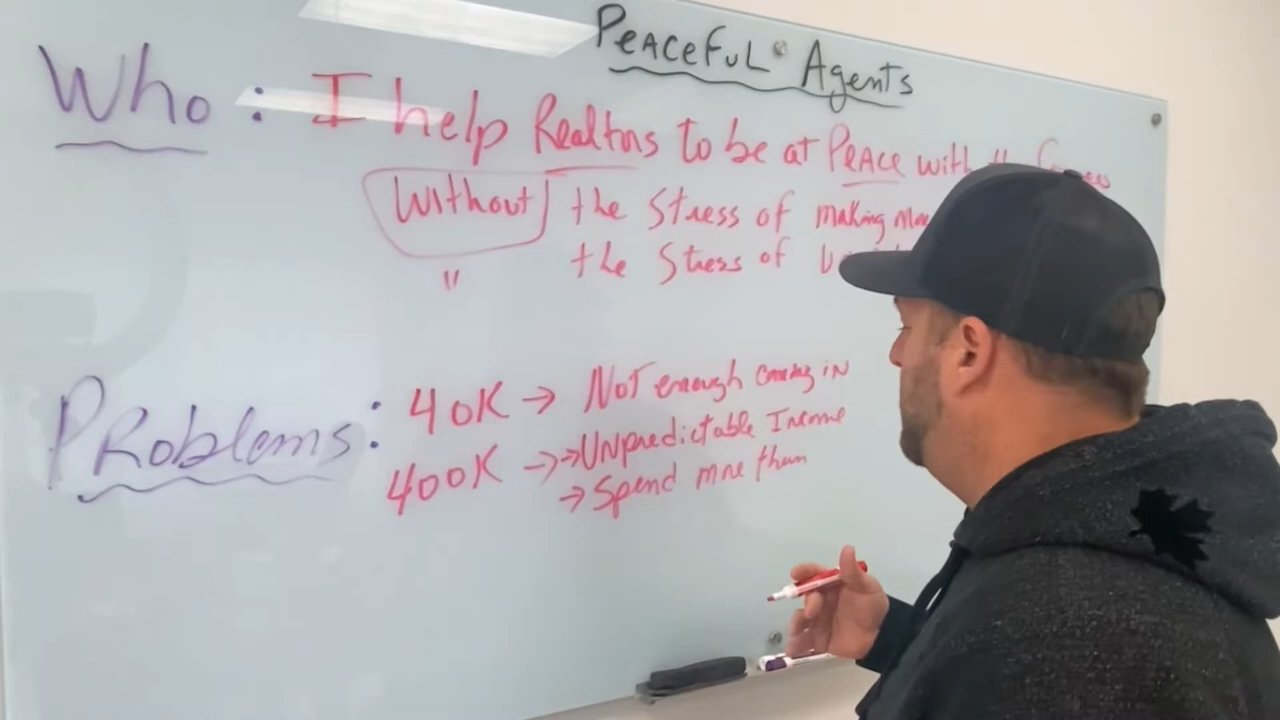 PEACEFUL Agents
Who : I help Realtors to be at PEACE with
Without the Stress of making
" the Stress of
PRoblems : 40K → Not enough coming in
400K →→ Unpredictable Income
→ Spend more than